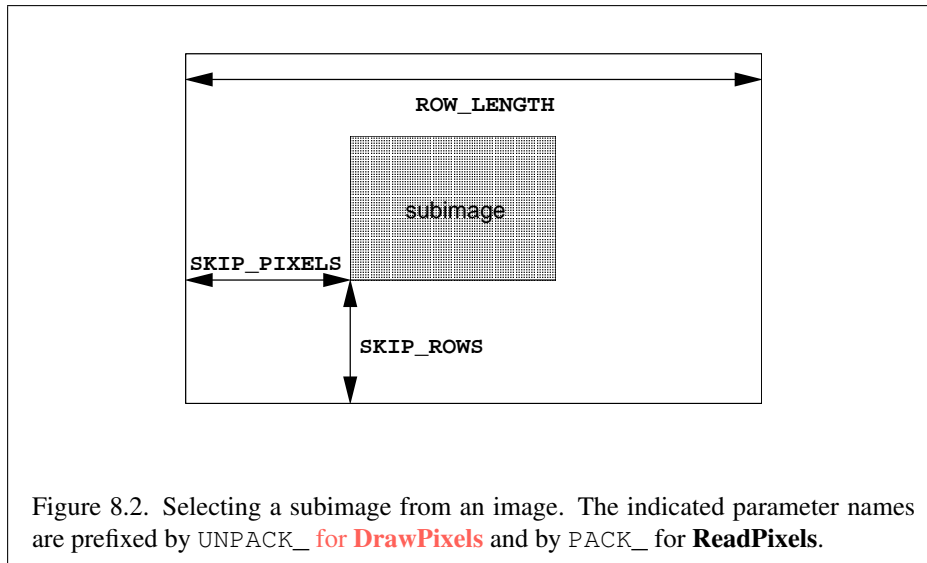 ROW_LENGTH
subimage
SKIP_PIXELS
SKIP_ROWS
Figure 8.2. Selecting a subimage from an image. The indicated parameter names
are prefixed by UNPACK_ for DrawPixels and by PACK_ for ReadPixels.